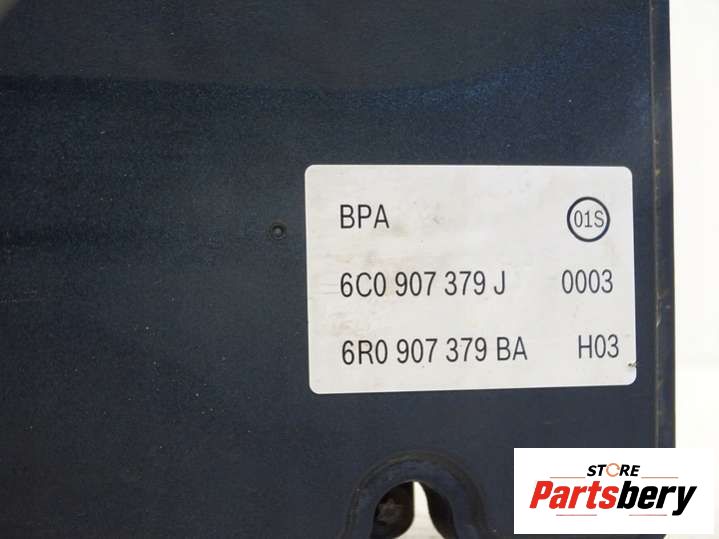 BPA 01S
6C0 907 379 J 0003
6R0 907 379 BA H03
STORE
Partsbery